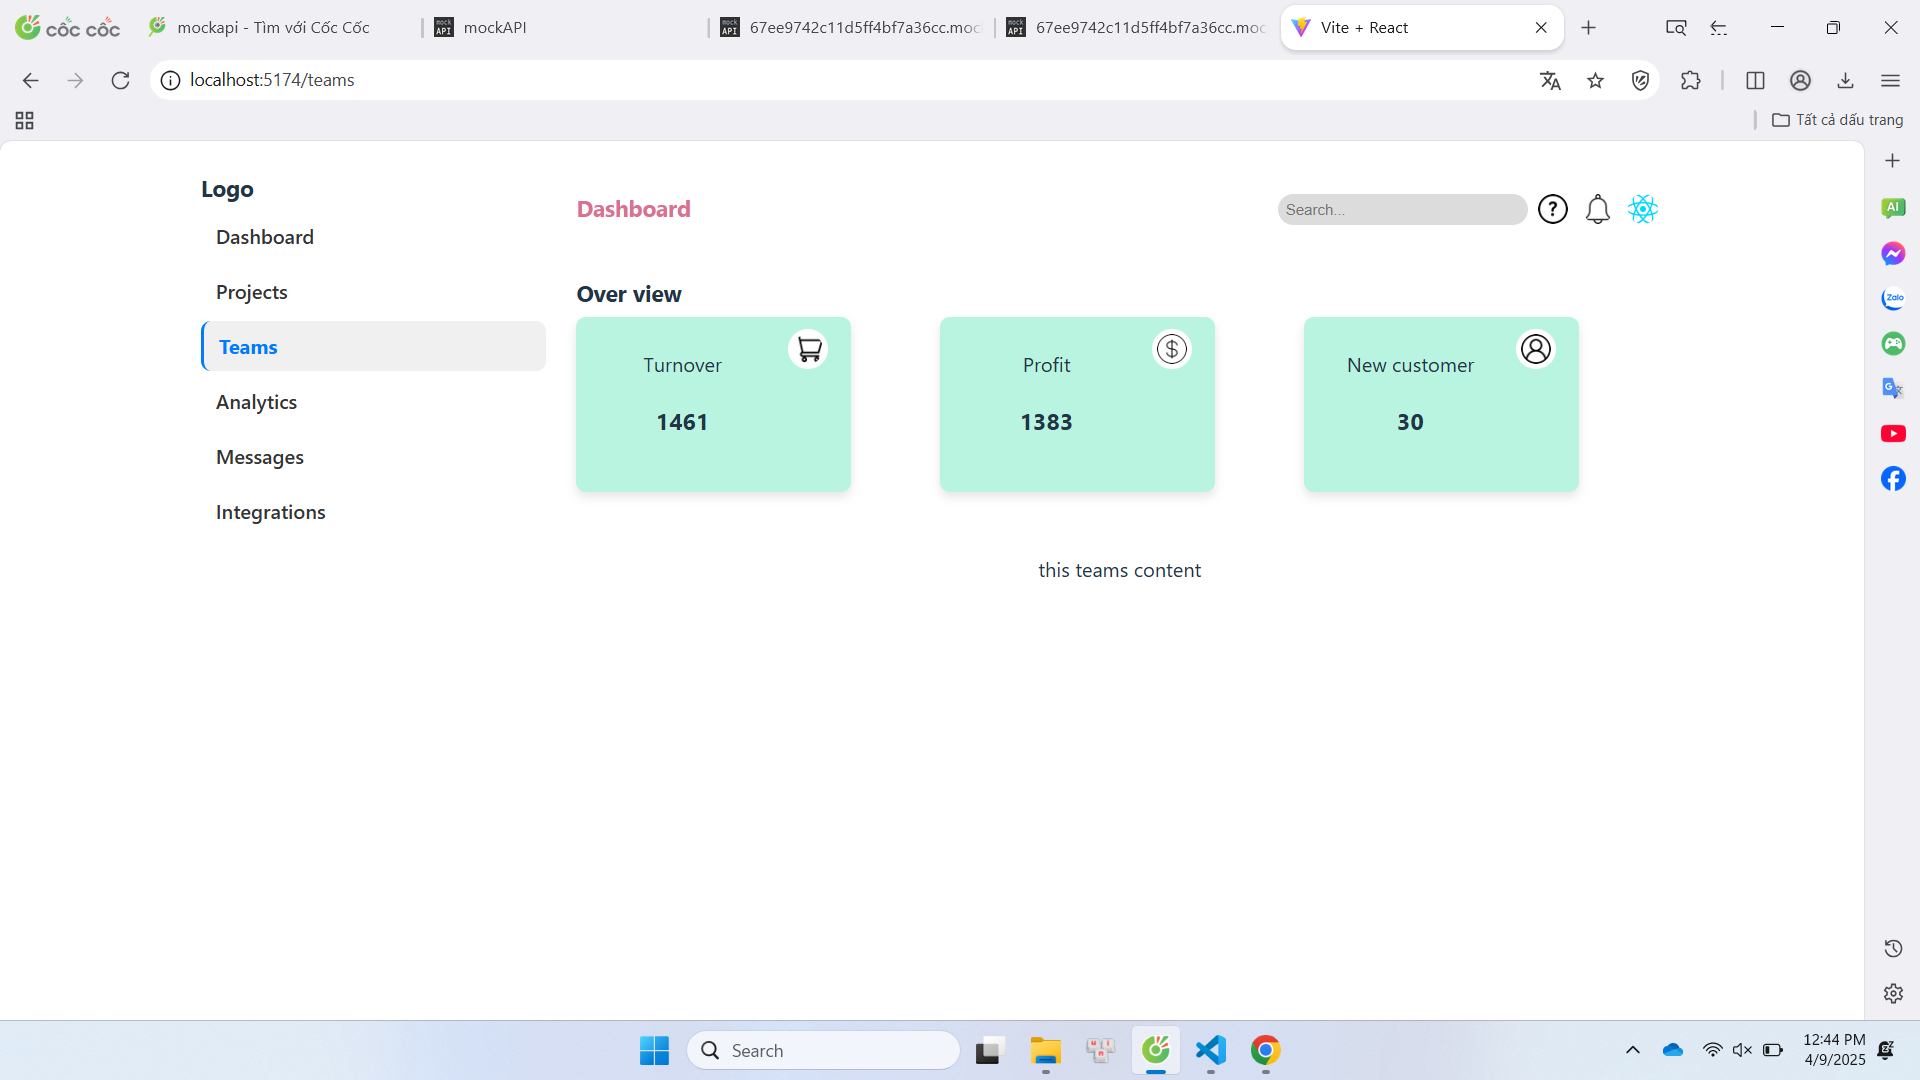 cốc cốc
mockapi - Tìm với Cốc Cốc
mockAPI
67ee9742c11d5ff4bf7a36cc.moc
67ee9742c11d5ff4bf7a36cc.moc
Vite + React
localhost:5174/teams
Tất cả dấu trang
Logo
Dashboard
Projects
Teams
Analytics
Messages
Integrations
Dashboard
Search...
Over view
Turnover
1461
Profit
1383
New customer
30
this teams content
AI
Zalo
Search
12:44 PM
4/9/2025